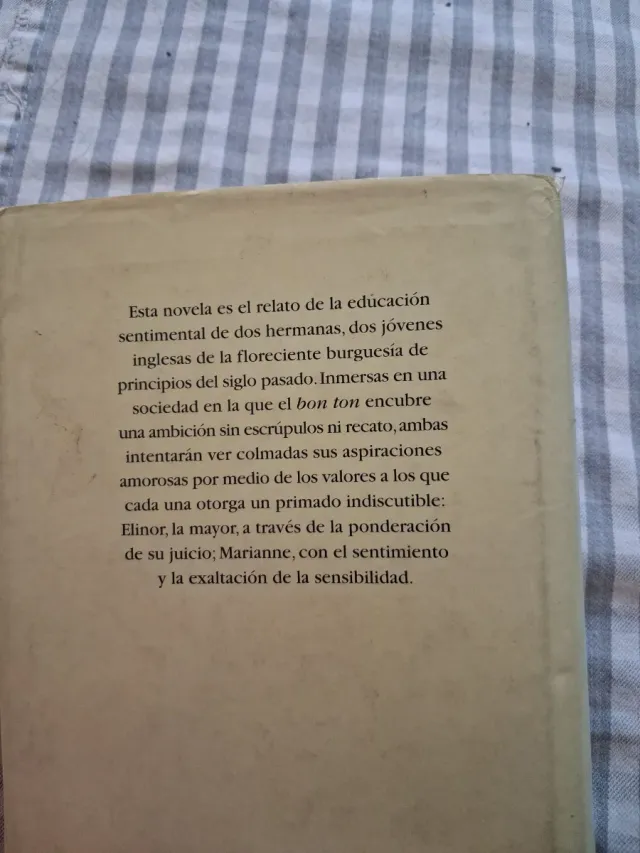 Esta novela es el relato de la educación
sentimental de dos hermanas, dos jóvenes
inglesas de la floreciente burguesía de
principios del siglo pasado. Inmersas en una
sociedad en la que el bon ton encubre
una ambición sin escrúpulos ni recato, ambas
intentarán ver colmadas sus aspiraciones
amorosas por medio de los valores a los que
cada una otorga un primado indiscutible:
Elinor, la mayor, a través de la ponderación
de su juicio; Marianne, con el sentimiento
y la exaltación de la sensibilidad.